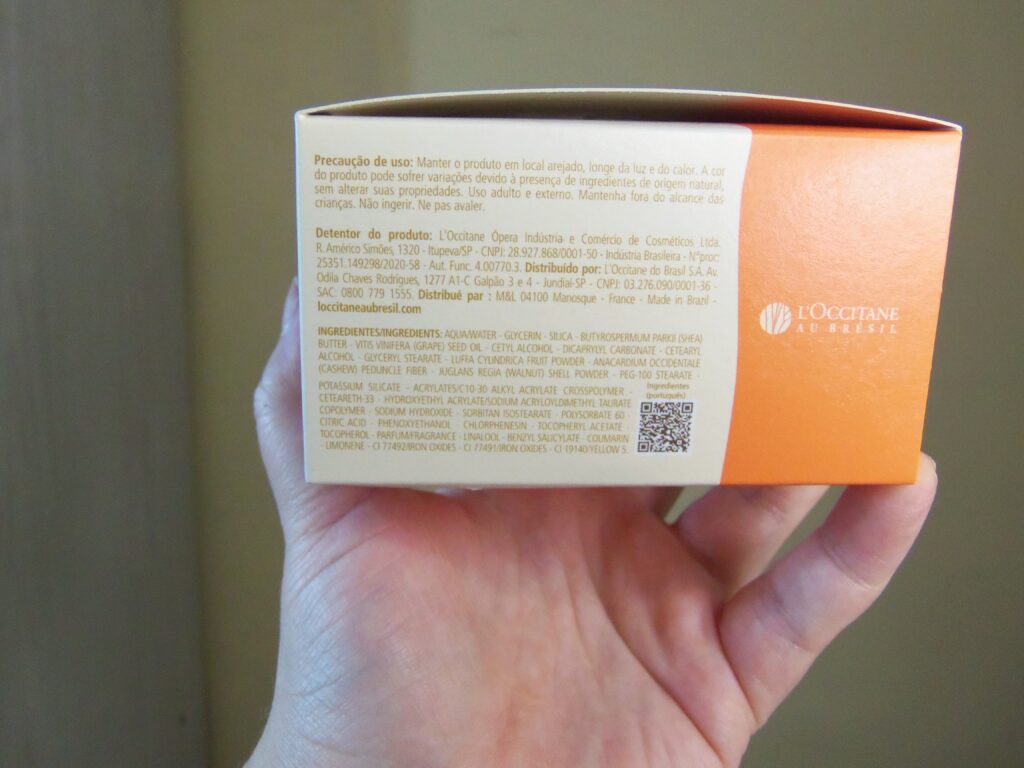 Precaução de uso: Manter o produto em local arejado, longe da luz e do calor. A cor
do produto pode sofrer variações devido à presença de ingredientes de origem natural,
sem alterar suas propriedades. Uso adulto e externo. Mantenha fora do alcance das
crianças. Não ingerir. Ne pas avaler.
Detentor do produto: L'Occitane Ópera Indústria e Comércio de Cosméticos Ltda.
R. Américo Simões, 1320 - Itupeva/SP - CNPJ: 28.927.868/0001-50 - Indústria Brasileira - Nºproc:
25351.149298/2020-58 - Aut. Func. 4.00770.3. Distribuído por: L'Occitane do Brasil S.A. Av.
Odila Chaves Rodrigues, 1277 A1-C Galpão 3 e 4 - Jundiaí-SP - CNPJ: 03.276.090/0001-36 -
SAC: 0800 779 1555. Distribué par : M&L 04100 Manosque - France - Made in Brazil -
loccitaneaubresil.com
INGREDIENTES/INGREDIENTS: AQUA/WATER - GLYCERIN - SILICA - BUTYROSPERMUM PARKII (SHEA)
BUTTER - VITIS VINIFERA (GRAPE) SEED OIL - CETYL ALCOHOL - DICAPRYLYL CARBONATE - CETEARYL
ALCOHOL - GLYCERYL STEARATE - LUFFA CYLINDRICA FRUIT POWDER - ANACARDIUM OCCIDENTALE
(CASHEW) PEDUNCLE FIBER - JUGLANS REGIA (WALNUT) SHELL POWDER - PEG-100 STEARATE -
POTASSIUM SILICATE - ACRYLATES/C10-30 ALKYL ACRYLATE CROSSPOLYMER -
CETEARETH-33 - HYDROXYETHYL ACRYLATE/SODIUM ACRYLOYLDIMETHYL TAURATE
COPOLYMER - SODIUM HYDROXIDE - SORBITAN ISOSTEARATE - POLYSORBATE 60 -
CITRIC ACID - PHENOXYETHANOL - CHLORPHENESIN - TOCOPHERYL ACETATE -
TOCOPHEROL - PARFUM/FRAGRANCE - LINALOOL - BENZYL SALICYLATE - COUMARIN
- LIMONENE - CI 77492/IRON OXIDES - CI 77491/IRON OXIDES - CI 19140/YELLOW 5.
Ingredientes
(português)
L'OCCITANE
AU BRÉSIL